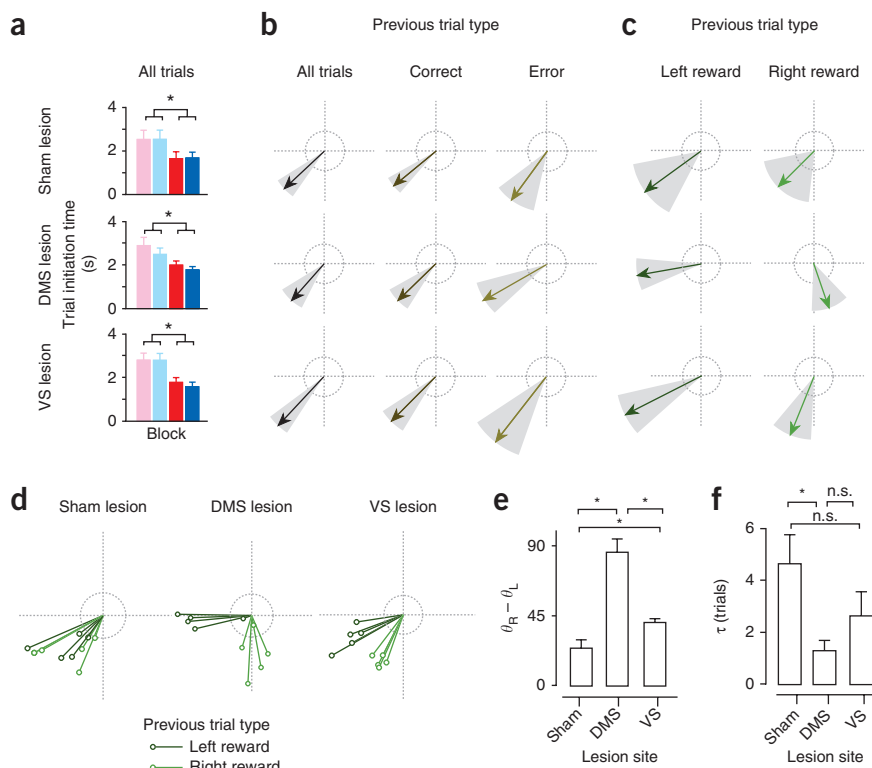 a
b
Previous trial type
c
Previous trial type
All trials
All trials
Correct
Error
Left reward
Right reward
Sham lesion
DMS lesion
VS lesion
Trial initiation time
(s)
4
2
0
4
2
0
4
2
0
*
*
*
Block
d
Sham lesion
DMS lesion
VS lesion
Previous trial type
Left reward
Right reward
e
* *
*
90
45
0
θR – θL
Sham
DMS
VS
Lesion site
f
n.s.
*
n.s.
6
4
2
0
τ (trials)
Sham
DMS
VS
Lesion site